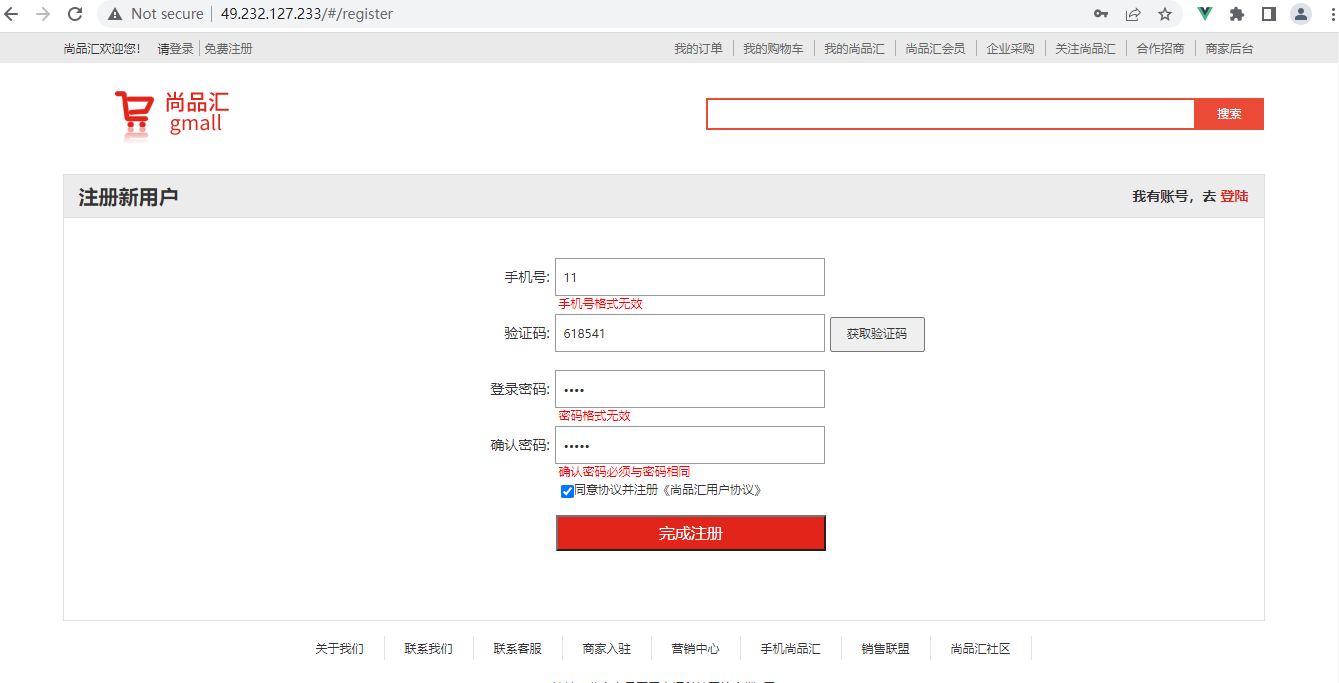 Not secure 49.232.127.233/#/register
尚品汇欢迎您! 请登录 免费注册 我的订单 我的购物车 我的尚品汇 尚品汇会员 企业采购 关注尚品汇 合作招商 商家后台
尚品汇
gmall
搜索
注册新用户 我有账号，去 登陆
手机号: 11
手机号格式无效
验证码: 618541 获取验证码
登录密码: ••••
密码格式无效
确认密码: •••••
确认密码必须与密码相同
同意协议并注册《尚品汇用户协议》
完成注册
关于我们 联系我们 联系客服 商家入驻 营销中心 手机尚品汇 销售联盟 尚品汇社区